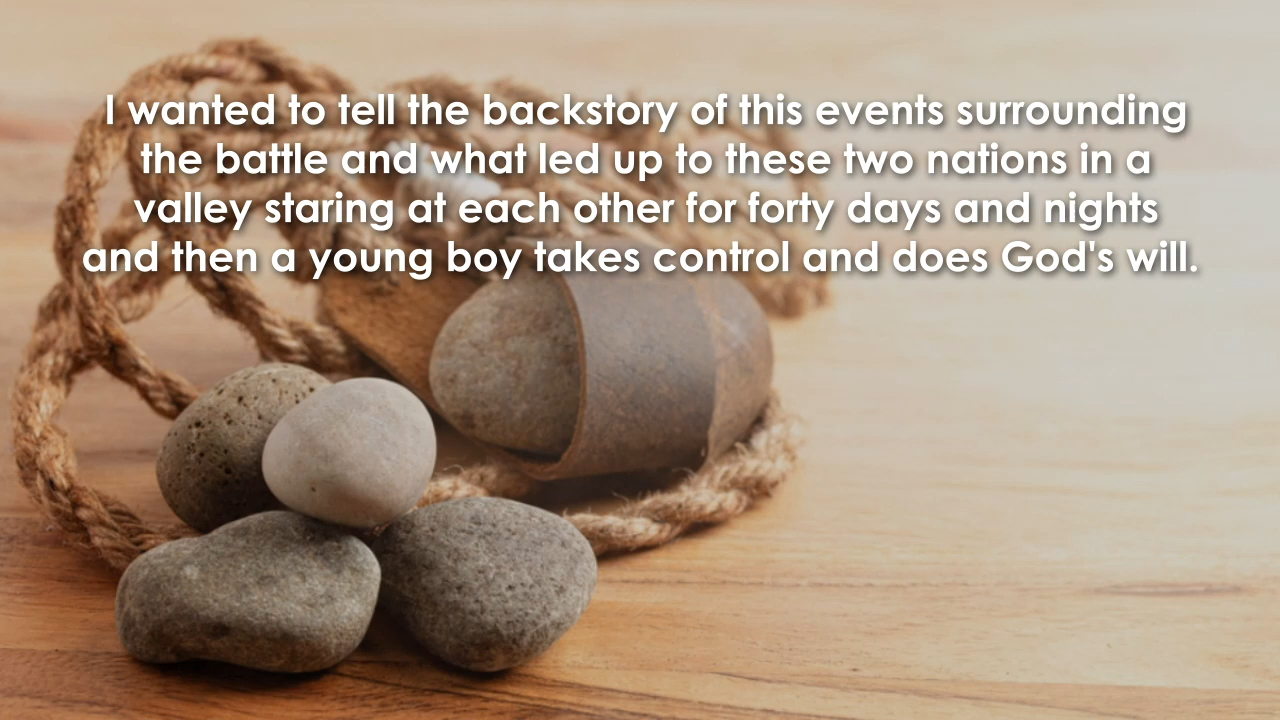 I wanted to tell the backstory of this events surrounding
the battle and what led up to these two nations in a
valley staring at each other for forty days and nights
and then a young boy takes control and does God's will.